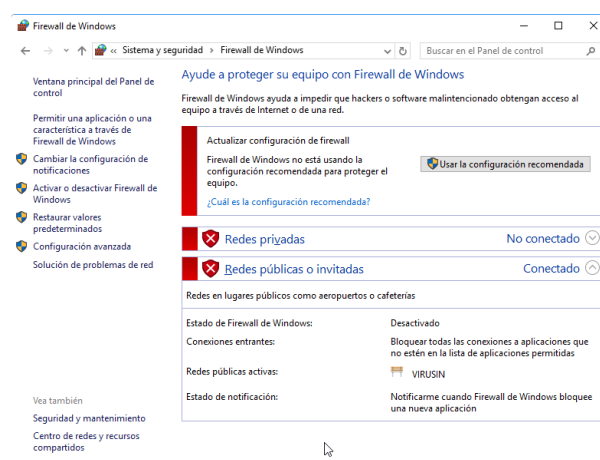 Firewall de Windows
« Sistema y seguridad > Firewall de Windows
Buscar en el Panel de control
Ventana principal del Panel de
control
Permitir una aplicación o una
característica a través de
Firewall de Windows
Cambiar la configuración de
notificaciones
Activar o desactivar Firewall de
Windows
Restaurar valores
predeterminados
Configuración avanzada
Solución de problemas de red
Vea también
Seguridad y mantenimiento
Centro de redes y recursos
compartidos
Ayude a proteger su equipo con Firewall de Windows
Firewall de Windows ayuda a impedir que hackers o software malintencionado obtengan acceso al
equipo a través de Internet o de una red.
Actualizar configuración de firewall
Firewall de Windows no está usando la
configuración recomendada para proteger el
equipo.
Usar la configuración recomendada
¿Cuál es la configuración recomendada?
Redes privadas No conectado
Redes públicas o invitadas Conectado
Redes en lugares públicos como aeropuertos o cafeterías
Estado de Firewall de Windows: Desactivado
Conexiones entrantes: Bloquear todas las conexiones a aplicaciones que
no estén en la lista de aplicaciones permitidas
Redes públicas activas: VIRUSIN
Estado de notificación: Notificarme cuando Firewall de Windows bloquee
una nueva aplicación